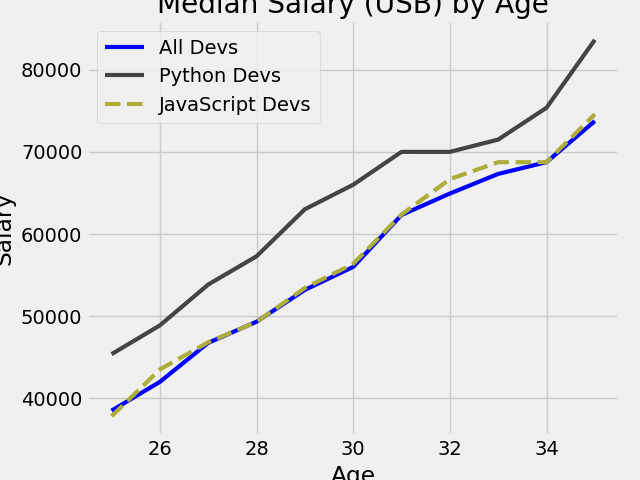 Median Salary (USB) by Age
All Devs
Python Devs
JavaScript Devs
80000
70000
60000
50000
40000
Salary
26 28 30 32 34
Age